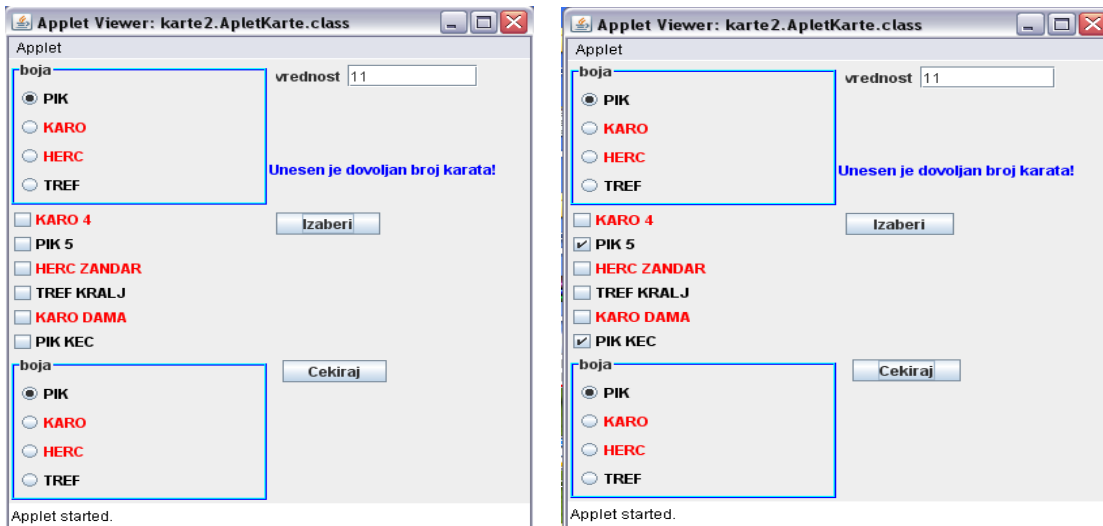 Applet Viewer: karte2.ApletKarte.class
Applet
boja
vrednost 11
PIK
KARO
HERC
Unesen je dovoljan broj karata!
TREF
KARO 4
Izaberi
PIK 5
HERC ZANDAR
TREF KRALJ
KARO DAMA
PIK KEC
boja
Cekiraj
PIK
KARO
HERC
TREF
Applet started.
Applet Viewer: karte2.ApletKarte.class
Applet
boja
vrednost 11
PIK
KARO
HERC
Unesen je dovoljan broj karata!
TREF
KARO 4
Izaberi
PIK 5
HERC ZANDAR
TREF KRALJ
KARO DAMA
PIK KEC
boja
Cekiraj
PIK
KARO
HERC
TREF
Applet started.